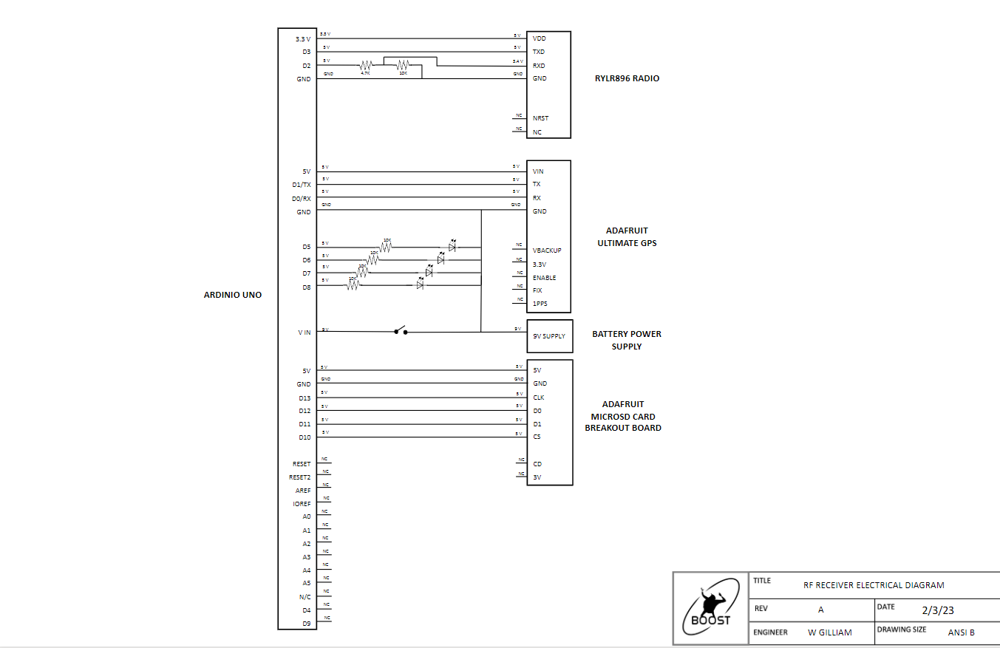 3.3 V 3.3 V 5 V VDD
D3 5 V 5 V TXD
D2 5 V 4.7K 10K 3.4 V RXD
GND GND GND GND
RYLR896 RADIO
NC NRST
NC NC
5V 5 V 5 V VIN
D1/TX 5 V 5 V TX
D0/RX 5 V 5 V RX
GND GND GND GND
ADAFRUIT
ULTIMATE GPS
D5 5 V 10K
D6 5 V 10K
D7 5 V 10K
D8 5 V 10K
NC VBACKUP
NC 3.3V
NC ENABLE
NC FIX
NC 1PPS
ARDINIO UNO
V IN 9 V 9 V 9V SUPPLY
BATTERY POWER
SUPPLY
5V 5 V 5 V 5V
GND GND GND GND
D13 5 V 5 V CLK
D12 5 V 5 V D0
D11 5 V 5 V D1
D10 5 V 5 V CS
ADAFRUIT
MICROSD CARD
BREAKOUT BOARD
NC CD
NC 3V
RESET NC
RESET2 NC
AREF NC
IOREF NC
A0 NC
A1 NC
A2 NC
A3 NC
A4 NC
A5 NC
N/C NC
D4 NC
D9 NC
BOOST
TITLE RF RECEIVER ELECTRICAL DIAGRAM
REV A DATE 2/3/23
ENGINEER W GILLIAM DRAWING SIZE ANSI B